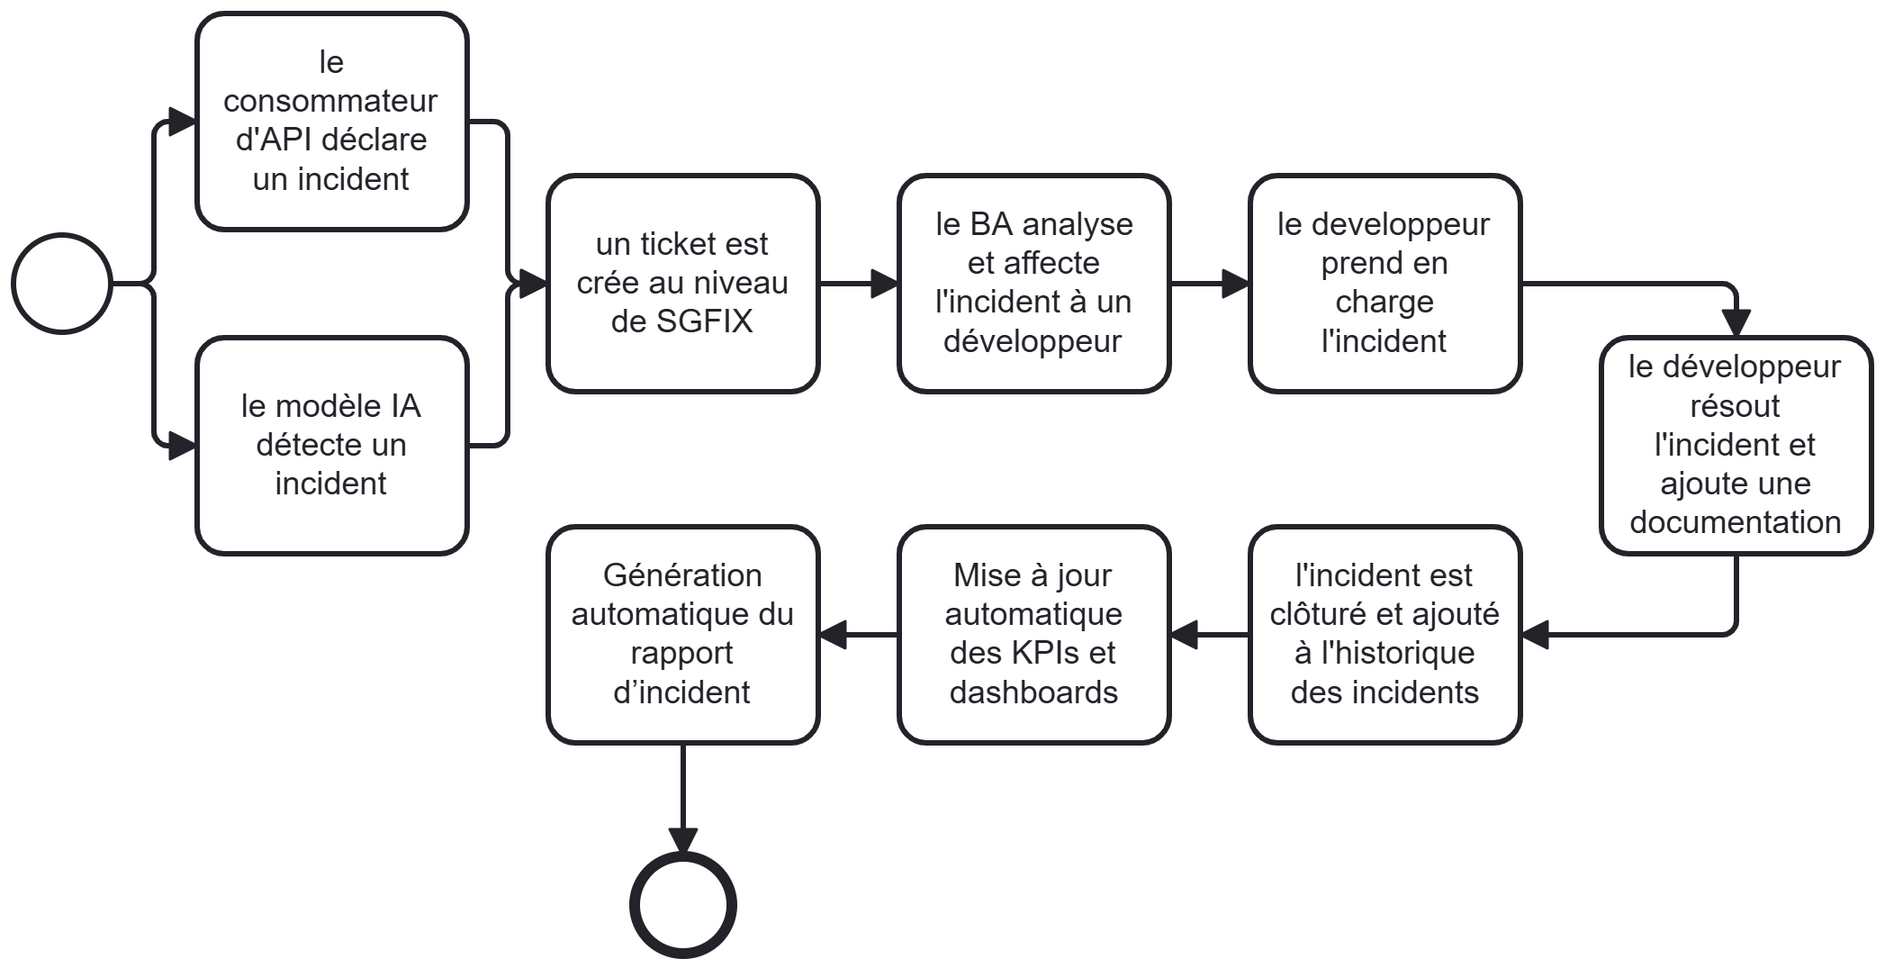 le
consommateur
d'API déclare
un incident
le modèle IA
détecte un
incident
un ticket est
crée au niveau
de SGFIX
le BA analyse
et affecte
l'incident à un
développeur
le developpeur
prend en
charge
l'incident
le développeur
résout
l'incident et
ajoute une
documentation
l'incident est
clôturé et ajouté
à l'historique
des incidents
Mise à jour
automatique
des KPIs et
dashboards
Génération
automatique du
rapport
d’incident